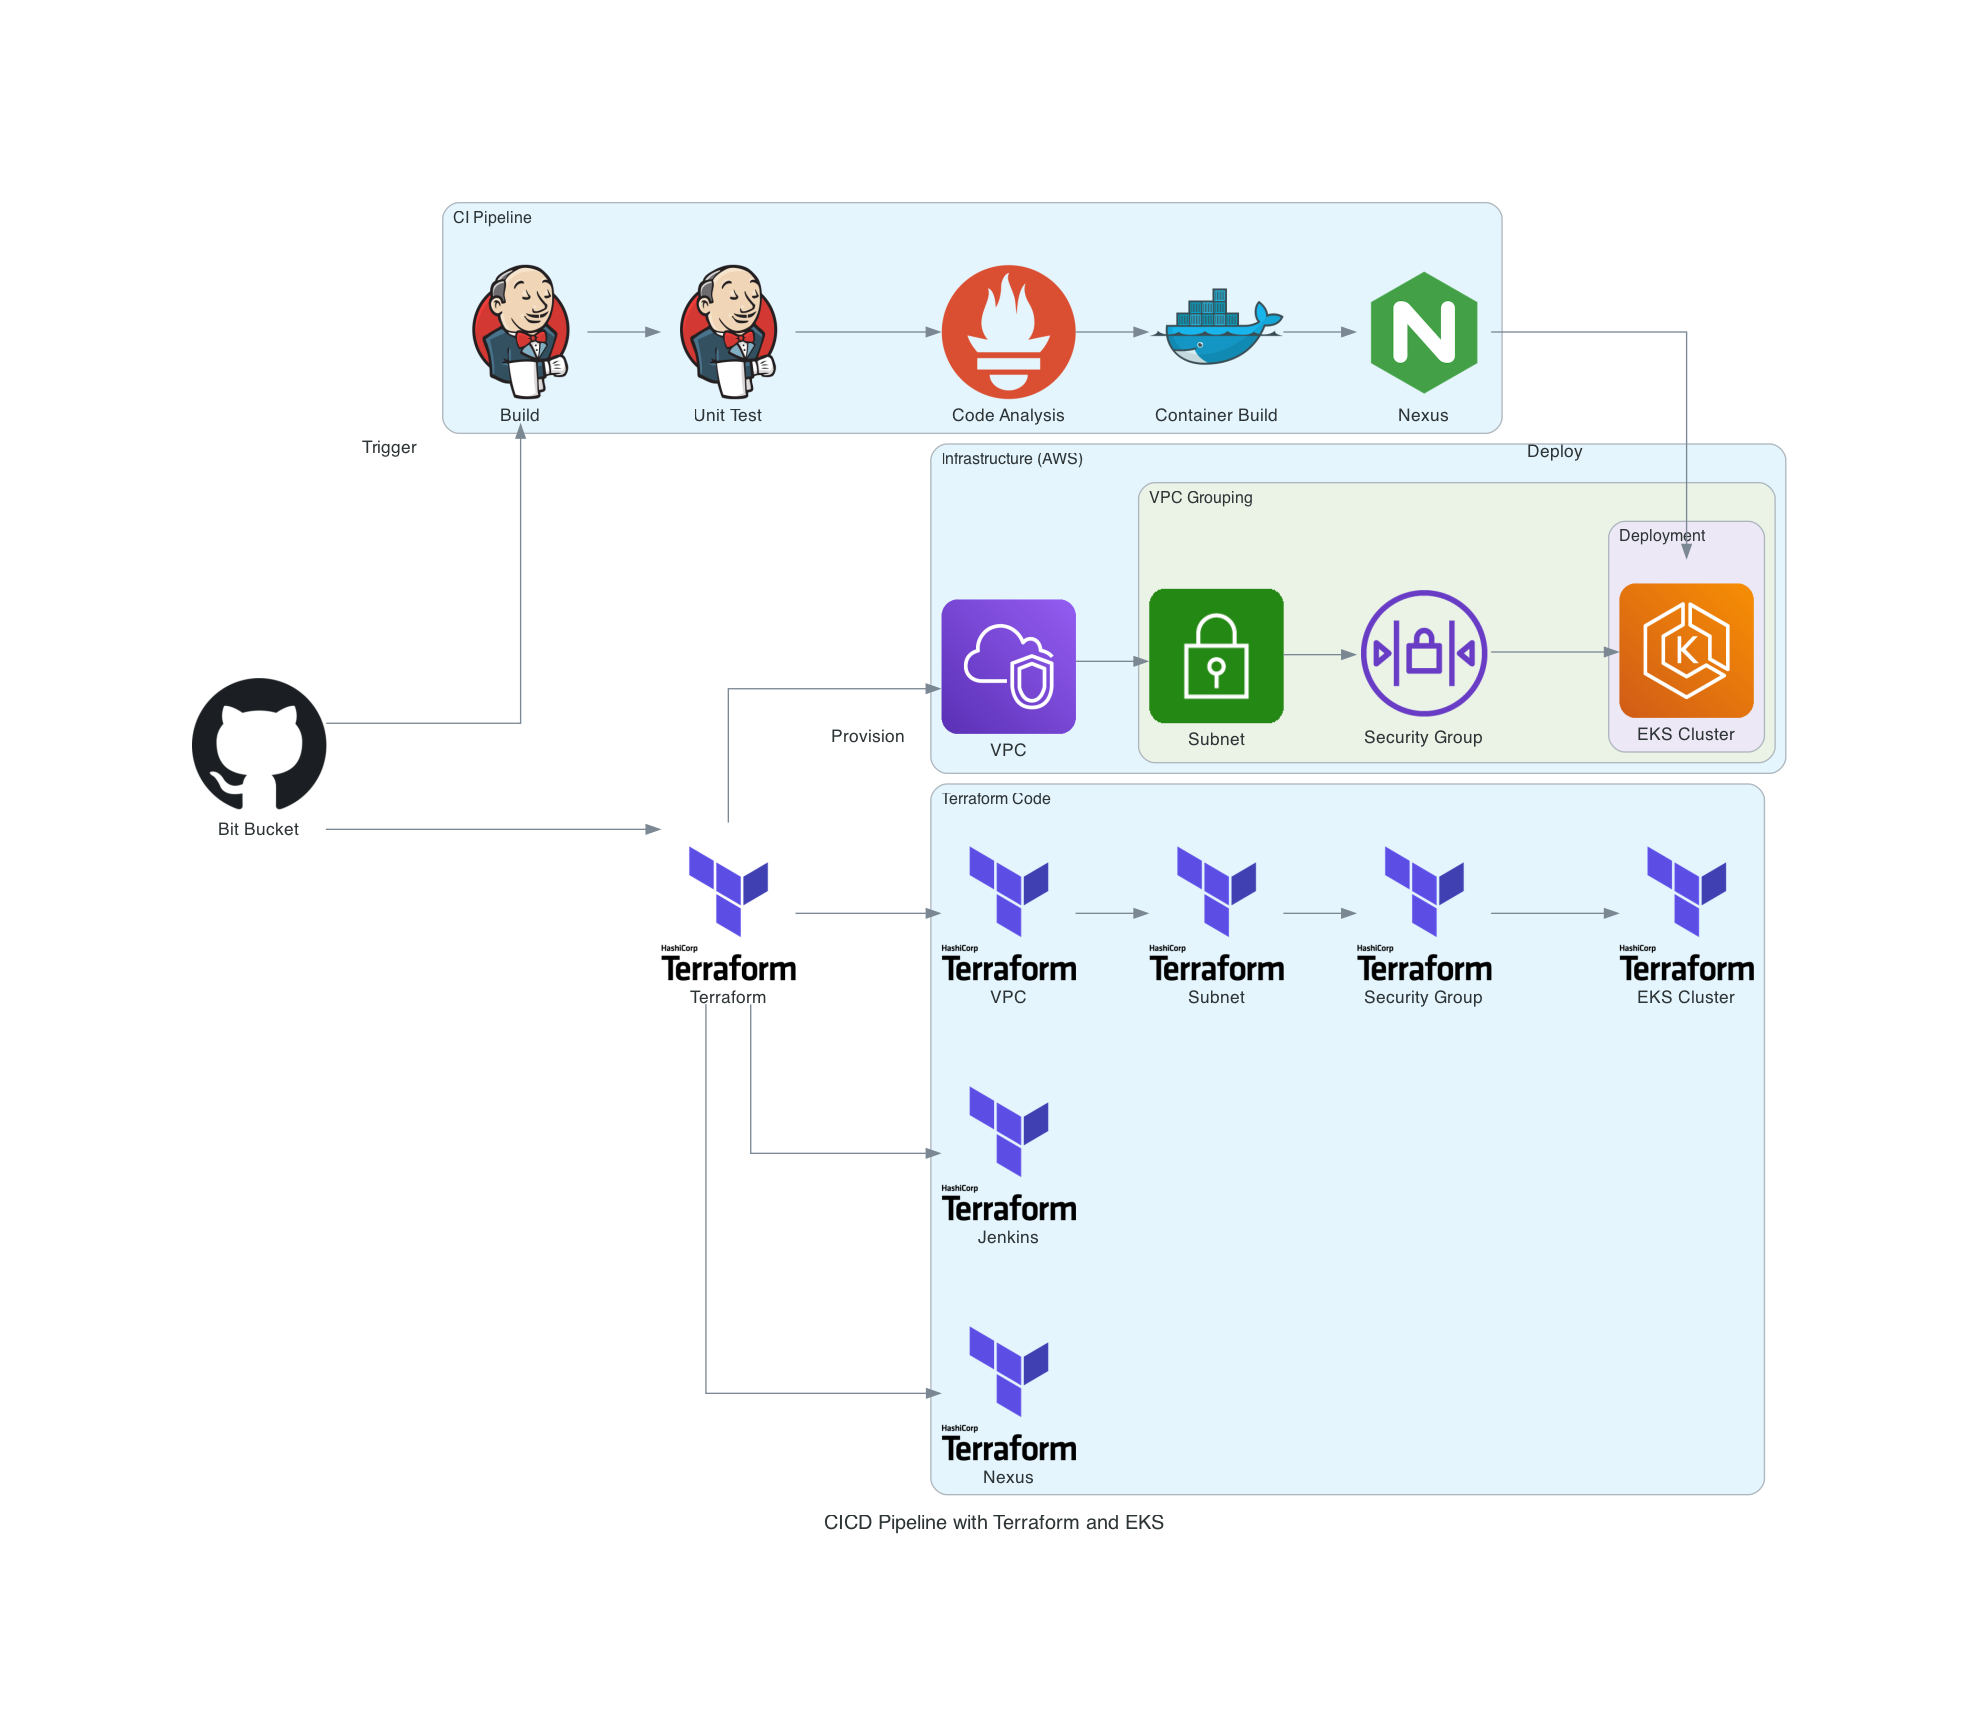 CI Pipeline
Build
Unit Test
Code Analysis
Container Build
Nexus
Trigger
Deploy
Infrastructure (AWS)
VPC Grouping
Deployment
K
VPC
Subnet
Security Group
EKS Cluster
Provision
Bit Bucket
Terraform Code
HashiCorp
Terraform
Terraform
HashiCorp
Terraform
VPC
HashiCorp
Terraform
Subnet
HashiCorp
Terraform
Security Group
HashiCorp
Terraform
EKS Cluster
HashiCorp
Terraform
Jenkins
HashiCorp
Terraform
Nexus
CICD Pipeline with Terraform and EKS